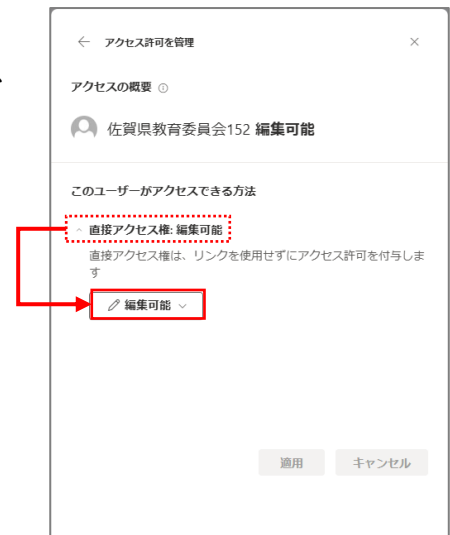 アクセス許可を管理
アクセスの概要
佐賀県教育委員会152 編集可能
このユーザーがアクセスできる方法
直接アクセス権: 編集可能
直接アクセス権は、リンクを使用せずにアクセス許可を付与しま
す
編集可能
適用 キャンセル